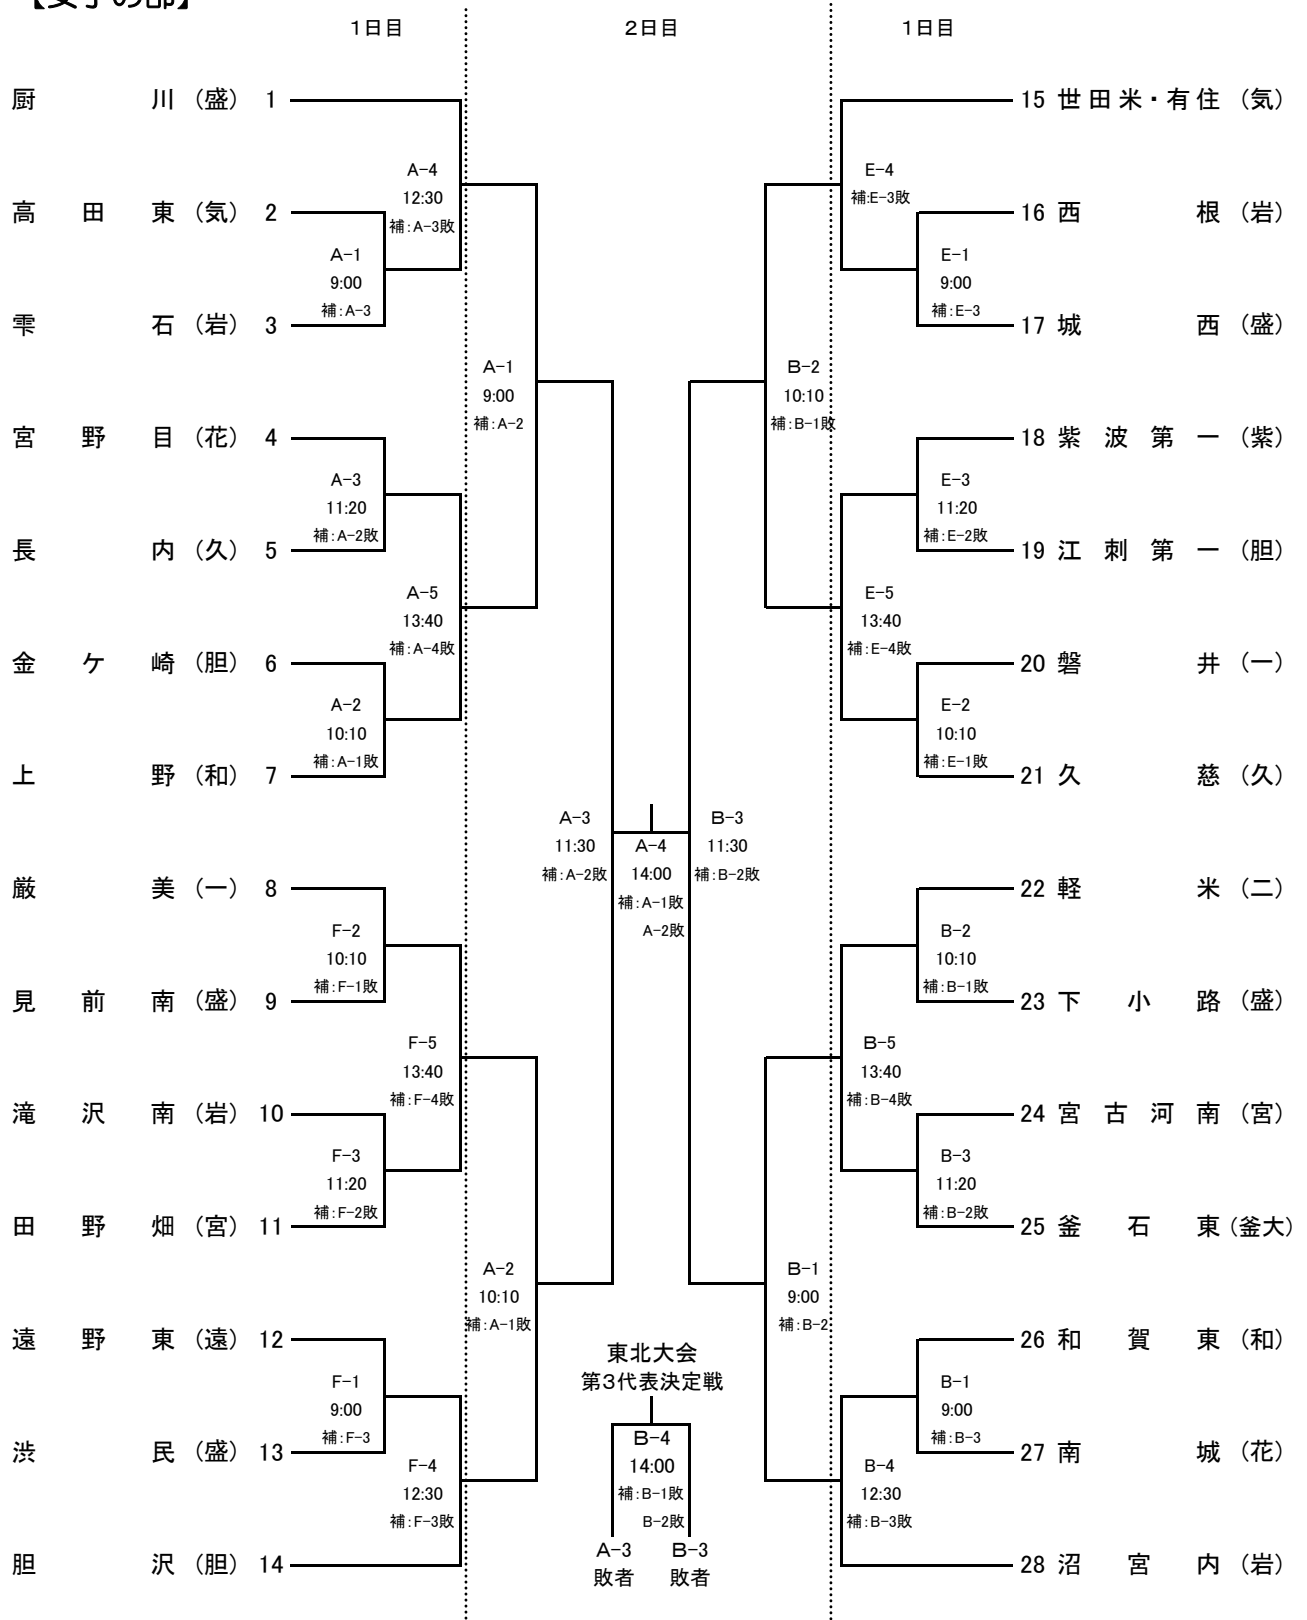 【女子の部】
1日目 2日目 1日目
厨川（盛） 1
高田東（気） 2
雫石（岩） 3
宮野目（花） 4
長内（久） 5
金ケ崎（胆） 6
上野（和） 7
厳美（一） 8
見前南（盛） 9
滝沢南（岩） 10
田野畑（宮） 11
遠野東（遠） 12
渋民（盛） 13
胆沢（胆） 14
A-1
9:00
補:A-3
A-3
11:20
補:A-2敗
A-2
10:10
補:A-1敗
F-2
10:10
補:F-1敗
F-3
11:20
補:F-2敗
F-1
9:00
補:F-3
A-4
12:30
補:A-3敗
A-5
13:40
補:A-4敗
F-5
13:40
補:F-4敗
F-4
12:30
補:F-3敗
A-1
9:00
補:A-2
A-2
10:10
補:A-1敗
A-3
11:30
補:A-2敗
A-4
14:00
補:A-1敗
A-2敗
B-3
11:30
補:B-2敗
東北大会
第3代表決定戦
B-4
14:00
補:B-1敗
B-2敗
A-3 B-3
敗者 敗者
B-2
10:10
補:B-1敗
B-1
9:00
補:B-2
E-4
補:E-3敗
E-5
13:40
補:E-4敗
B-5
13:40
補:B-4敗
B-4
12:30
補:B-3敗
E-1
9:00
補:E-3
E-3
11:20
補:E-2敗
E-2
10:10
補:E-1敗
B-2
10:10
補:B-1敗
B-3
11:20
補:B-2敗
B-1
9:00
補:B-3
15 世田米・有住（気）
16 西根（岩）
17 城西（盛）
18 紫波第一（紫）
19 江刺第一（胆）
20 磐井（一）
21 久慈（久）
22 軽米（二）
23 下小路（盛）
24 宮古河南（宮）
25 釜石東（釜大）
26 和賀東（和）
27 南城（花）
28 沼宮内（岩）